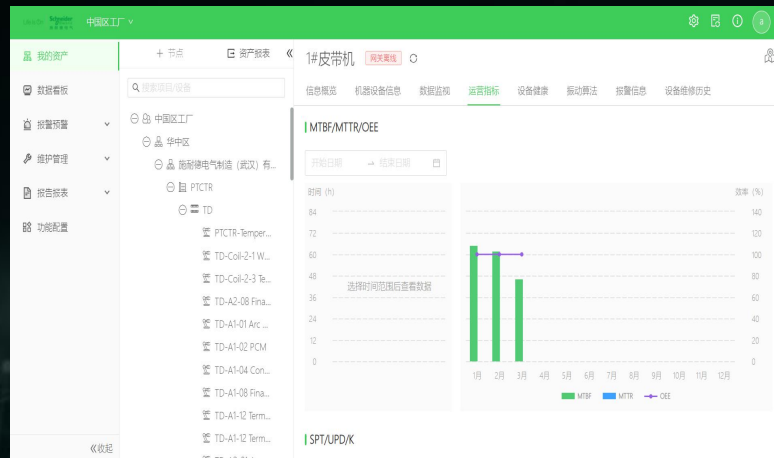 Schneider
中国区工厂
a
我的资产
数据看板
报警预警
维护管理
报告报表
功能配置
收起
+ 节点
资产报表
搜索项目/设备
中国区工厂
华中区
施耐德电气制造（武汉）有...
PTCTR
TD
PTCTR-Temper...
TD-Coil-2-1 W...
TD-Coil-2-3 Te...
TD-A2-08 Fina...
TD-A1-01 Arc ...
TD-A1-02 PCM
TD-A1-04 Con...
TD-A1-08 Fina...
TD-A1-12 Term...
TD-A1-12 Term...
1#皮带机 网关离线
信息概览 机器设备信息 数据监视 运营指标 设备健康 振动算法 报警信息 设备维修历史
MTBF/MTTR/OEE
开始日期 → 结束日期
时间 (h)
84
72
60
48
36
24
12
0
选择时间范围后查看数据
效率 (%)
140
120
100
80
60
40
20
0
1月 2月 3月 4月 5月 6月 7月 8月 9月 10月 11月 12月
MTBF MTTR OEE
SPT/UPD/K